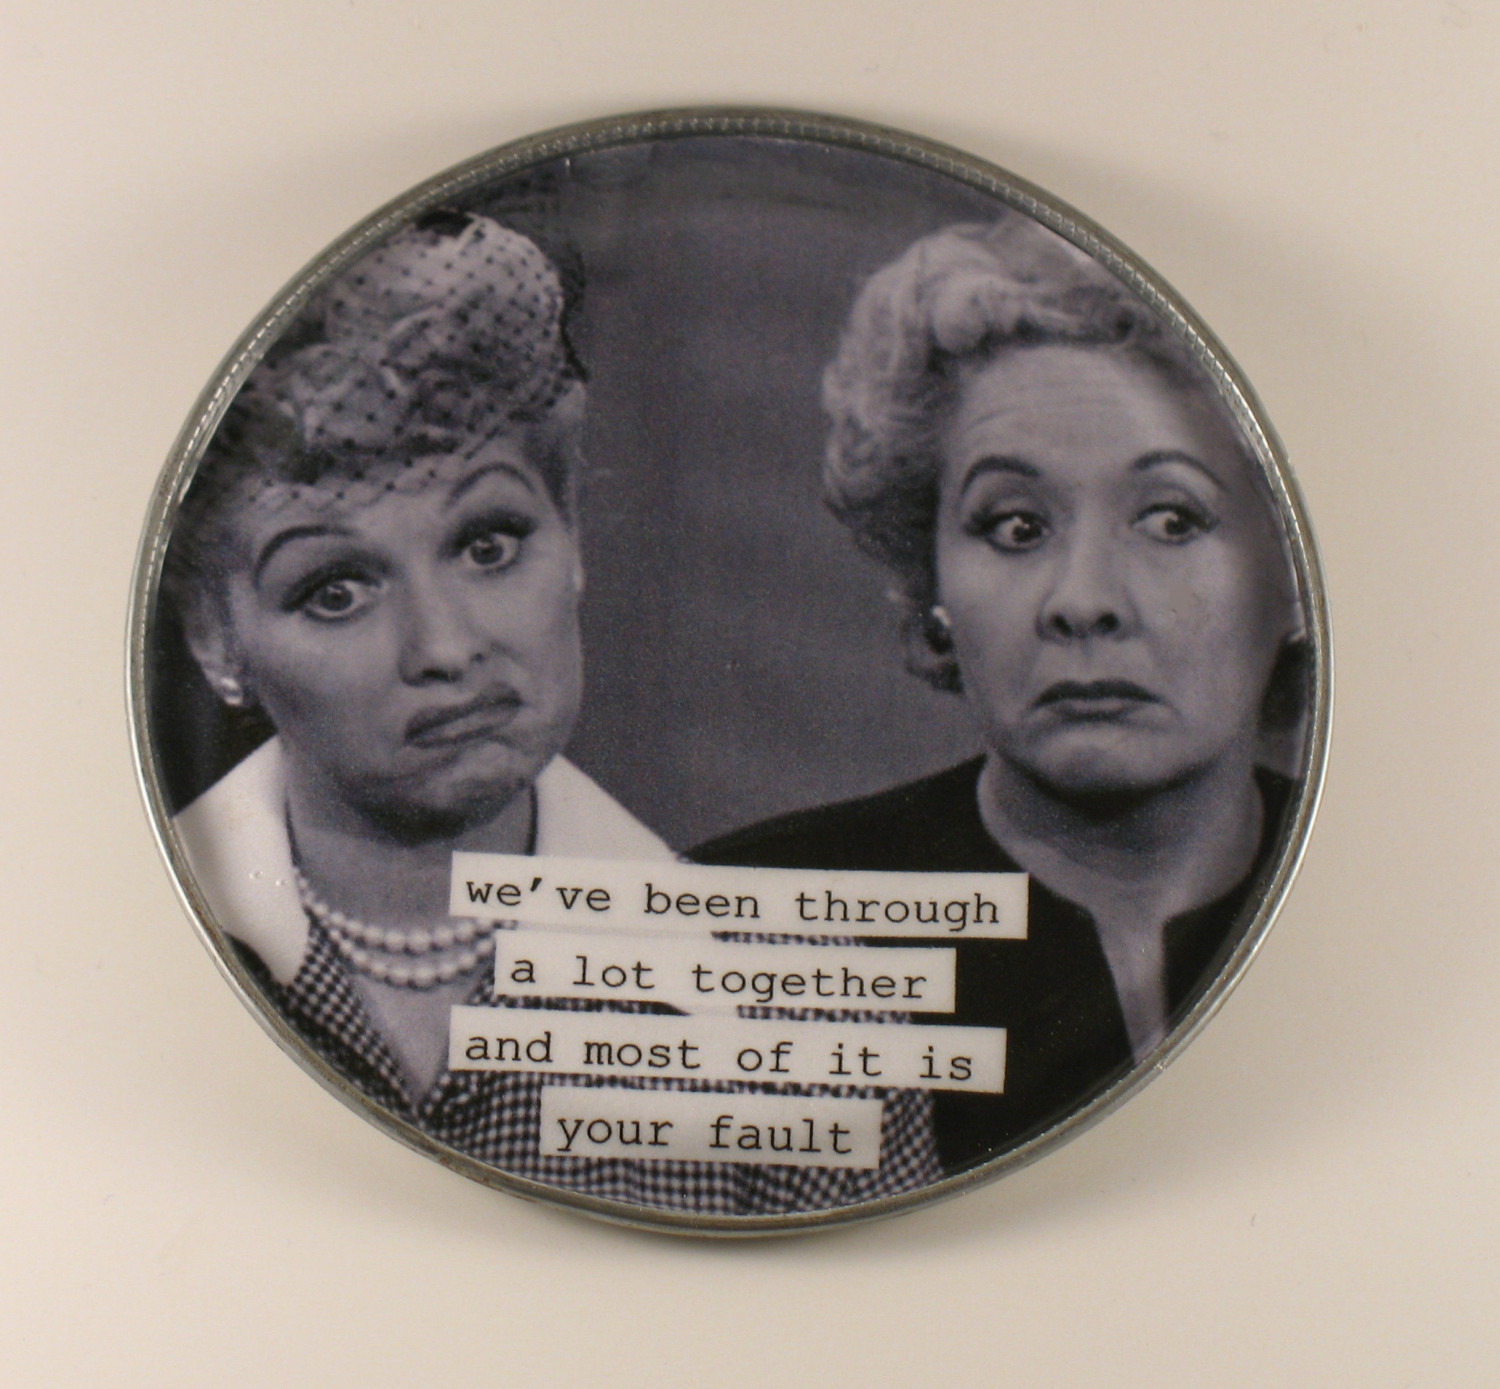 we've been through
a lot together
and most of it is
your fault